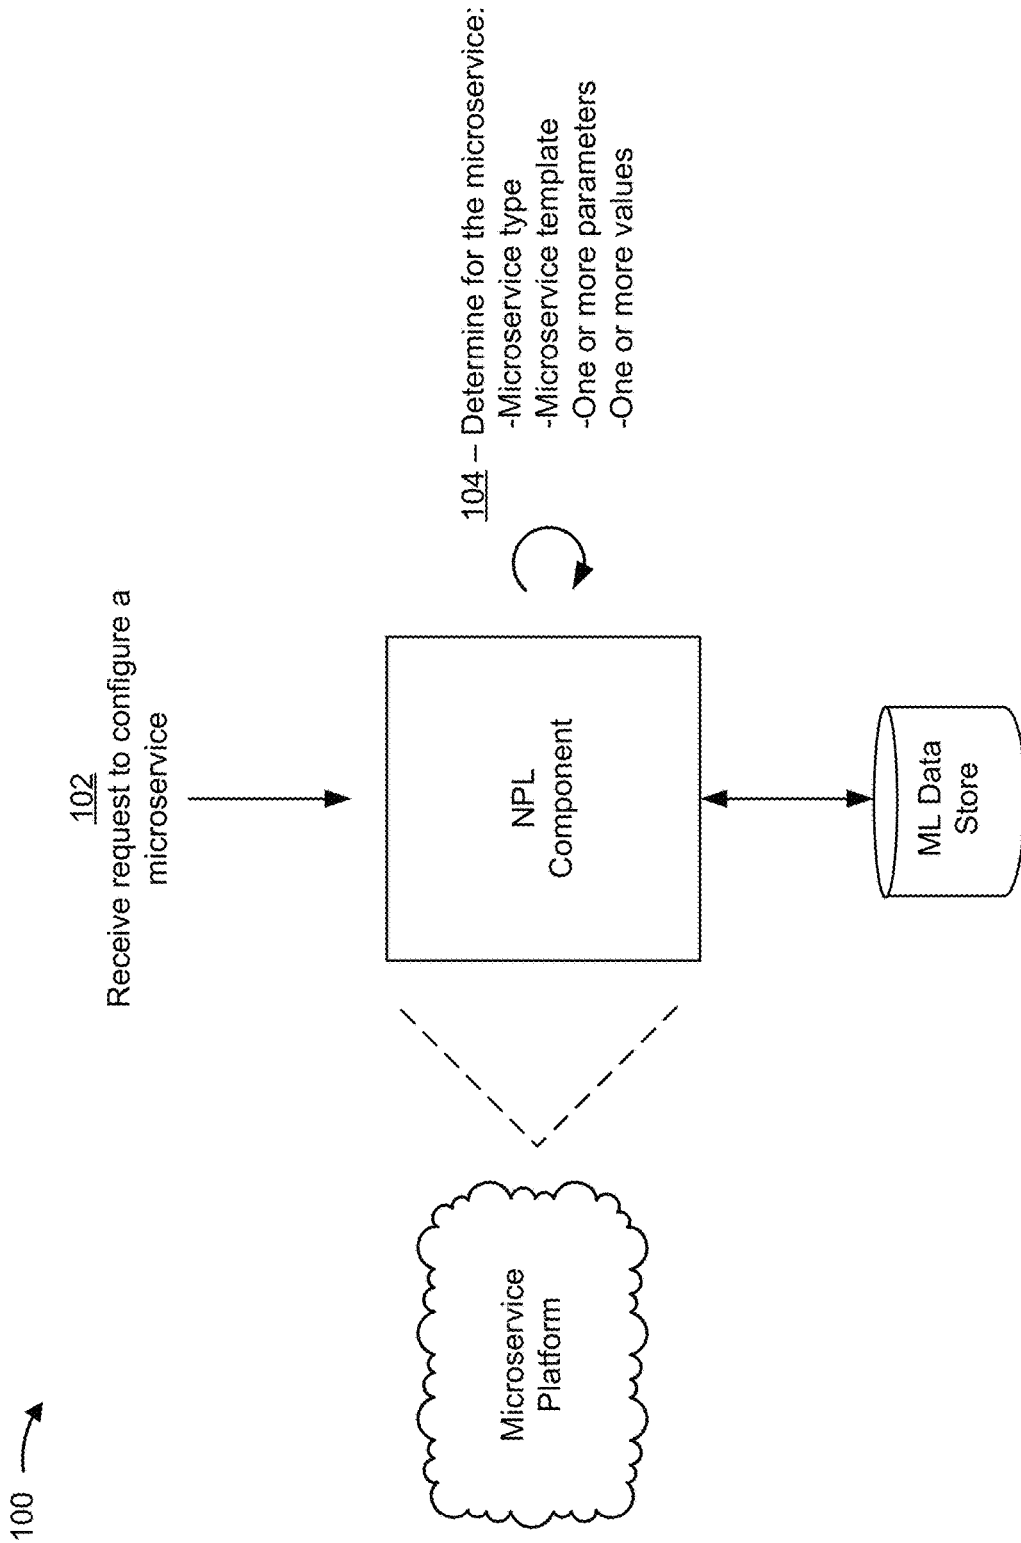 100
102
Receive request to configure a
microservice
104 – Determine for the microservice:
-Microservice type
-Microservice template
-One or more parameters
-One or more values
Microservice
Platform
NPL
Component
ML Data
Store